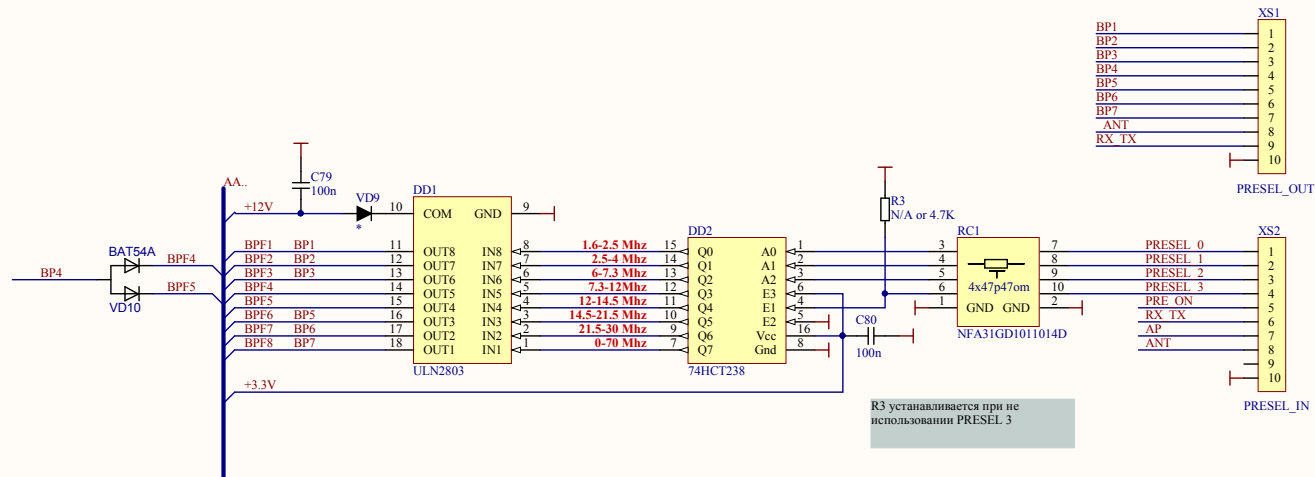 XS1
BP1 1
BP2 2
BP3 3
BP4 4
BP5 5
BP6 6
BP7 7
ANT 8
RX_TX 9
10
PRESEL_OUT
AA..
C79
100n
VD9
*
+12V
BAT54A
VD10
BP4
BPF4
BPF5
DD1
10 COM GND 9
BPF1 BP1 11 OUT8 IN8 8
BPF2 BP2 12 OUT7 IN7 7
BPF3 BP3 13 OUT6 IN6 6
BPF4 14 OUT5 IN5 5
BPF5 15 OUT4 IN4 4
BPF6 BP5 16 OUT3 IN3 3
BPF7 BP6 17 OUT2 IN2 2
BPF8 BP7 18 OUT1 IN1 1
ULN2803
+3.3V
1.6-2.5 Mhz
2.5-4 Mhz
6-7.3 Mhz
7.3-12Mhz
12-14.5 Mhz
14.5-21.5 Mhz
21.5-30 Mhz
0-70 Mhz
DD2
15 Q0 A0 1
14 Q1 A1 2
13 Q2 A2 3
12 Q3 E3 6
11 Q4 E1 4
10 Q5 E2 5
9 Q6 Vcc 16
7 Q7 Gnd 8
74HCT238
R3
N/A or 4.7K
C80
100n
RC1
3 7
4 8
5 9
6 10
4x47p47om
1 GND GND 2
NFA31GD1011014D
XS2
PRESEL_0 1
PRESEL_1 2
PRESEL_2 3
PRESEL_3 4
PRE_ON 5
RX_TX 6
AP 7
ANT 8
9
10
PRESEL_IN
R3 устанавливается при не
использовании PRESEL 3